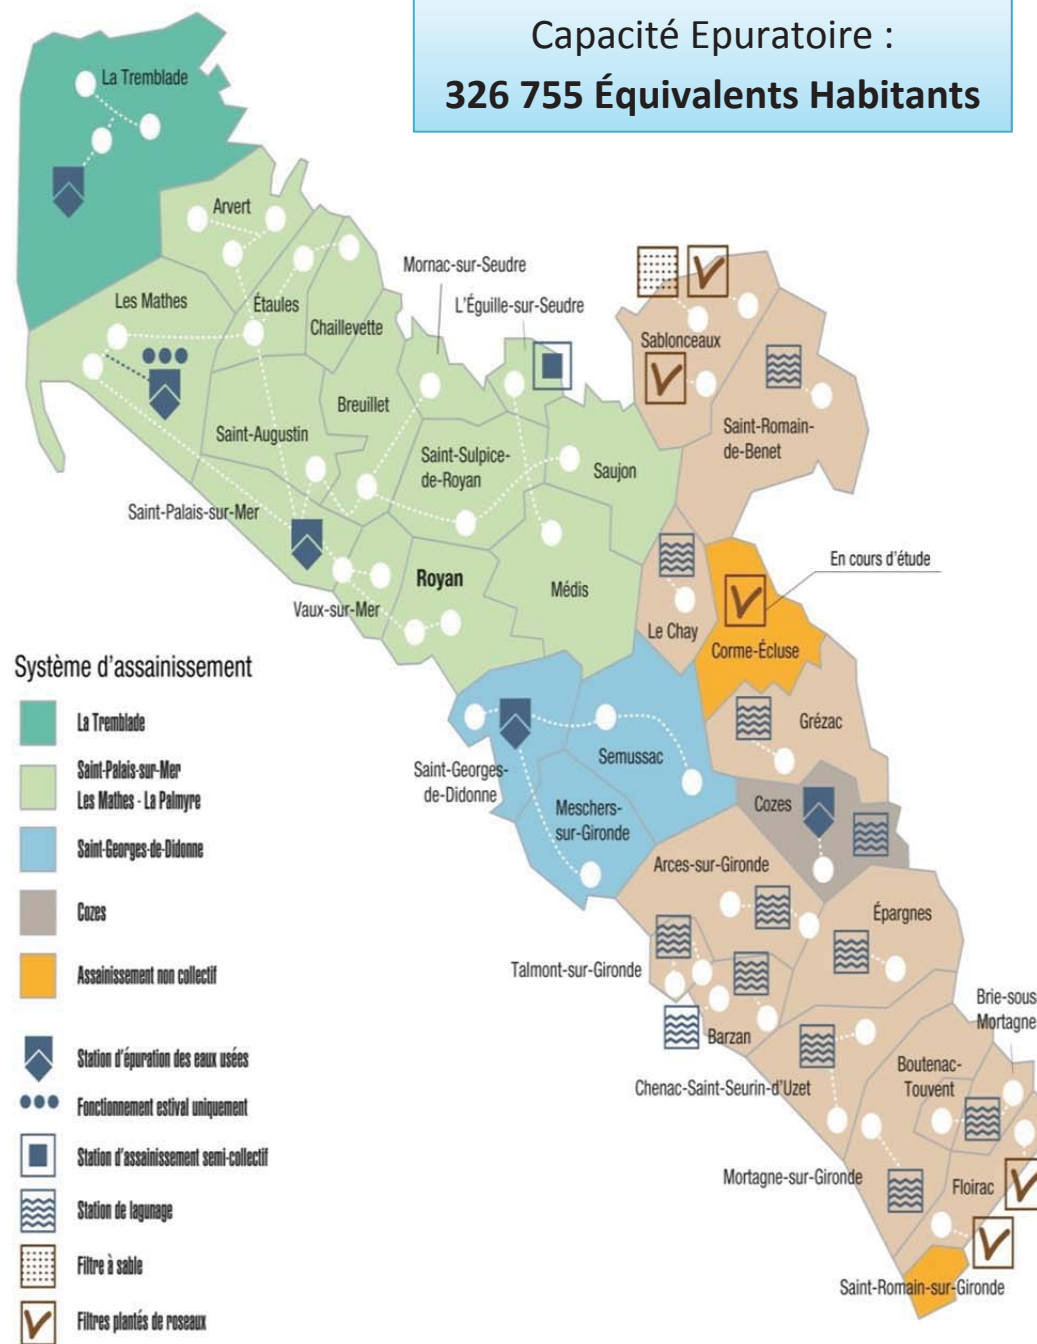 Capacité Epuratoire :
326 755 Équivalents Habitants
La Tremblade
Arvert
Mornac-sur-Seudre
Les Mathes
Étaules
L'Éguille-sur-Seudre
Chaillevette
Sablonceaux
Breuillet
Saint-Augustin
Saint-Romain-
de-Benet
Saint-Sulpice-
de-Royan
Saujon
Saint-Palais-sur-Mer
En cours d'étude
Royan
Médis
Vaux-sur-Mer
Le Chay
Corme-Écluse
Grézac
Semussac
Saint-Georges-
de-Didonne
Cozes
Meschers-
sur-Gironde
Arces-sur-Gironde
Épargnes
Talmont-sur-Gironde
Brie-sous
Mortagne
Barzan
Boutenac-
Touvent
Chenac-Saint-Seurin-d'Uzet
Mortagne-sur-Gironde
Floirac
Saint-Romain-sur-Gironde
Système d'assainissement
La Tremblade
Saint-Palais-sur-Mer
Les Mathes - La Palmyre
Saint-Georges-de-Didonne
Cozes
Assainissement non collectif
Station d'épuration des eaux usées
Fonctionnement estival uniquement
Station d'assainissement semi-collectif
Station de lagunage
Filtre à sable
Filtres plantés de roseaux